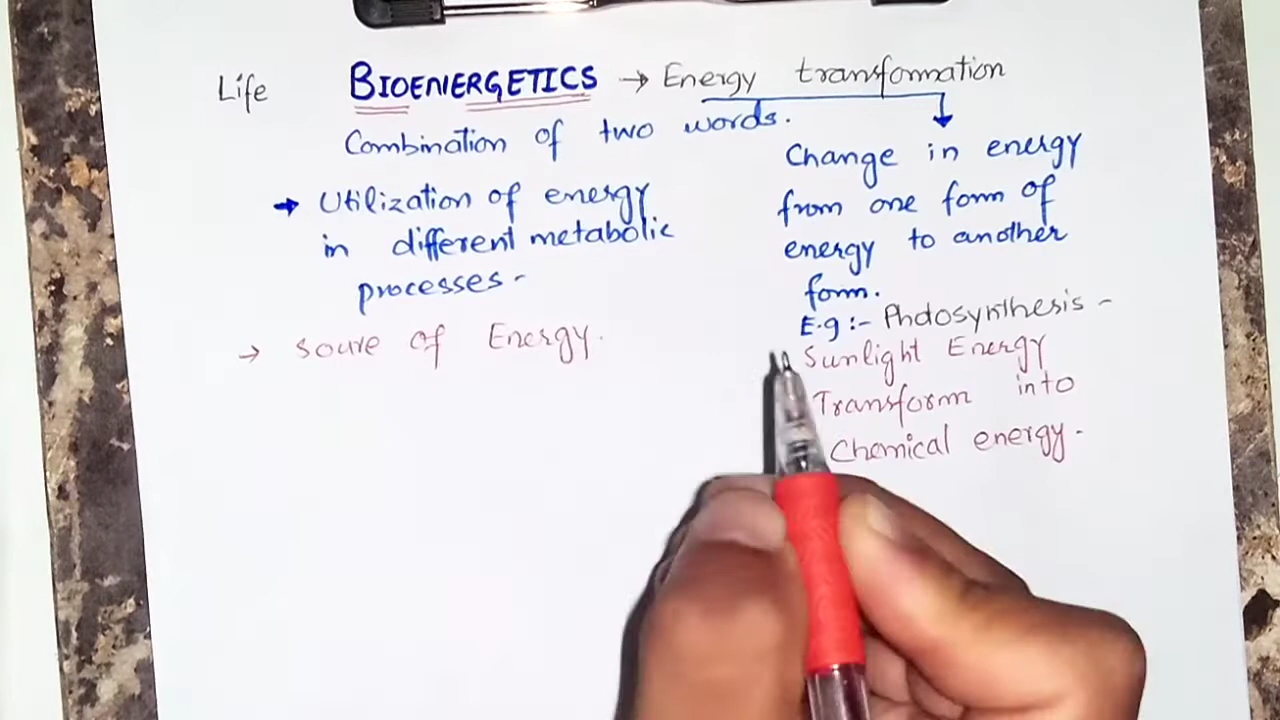 Life BIOENERGETICS → Energy transformation
Combination of two words.
→ Utilization of energy
in different metabolic
processes -
→ soure of Energy.
Change in energy
from one form of
energy to another
form.
E.g :- Phdosynthesis -
Sunlight Energy
Transform into
Chemical energy.